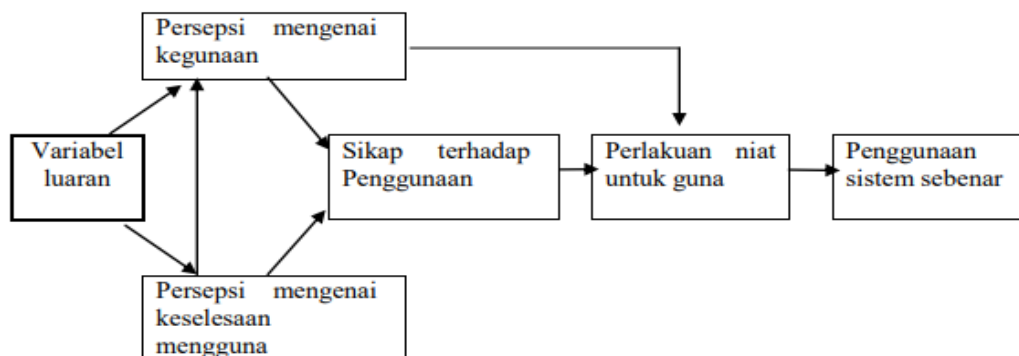 Persepsi mengenai
kegunaan
Variabel
luaran
Sikap terhadap
Penggunaan
Perlakuan niat
untuk guna
Penggunaan
sistem sebenar
Persepsi mengenai
keselesaan
mengguna